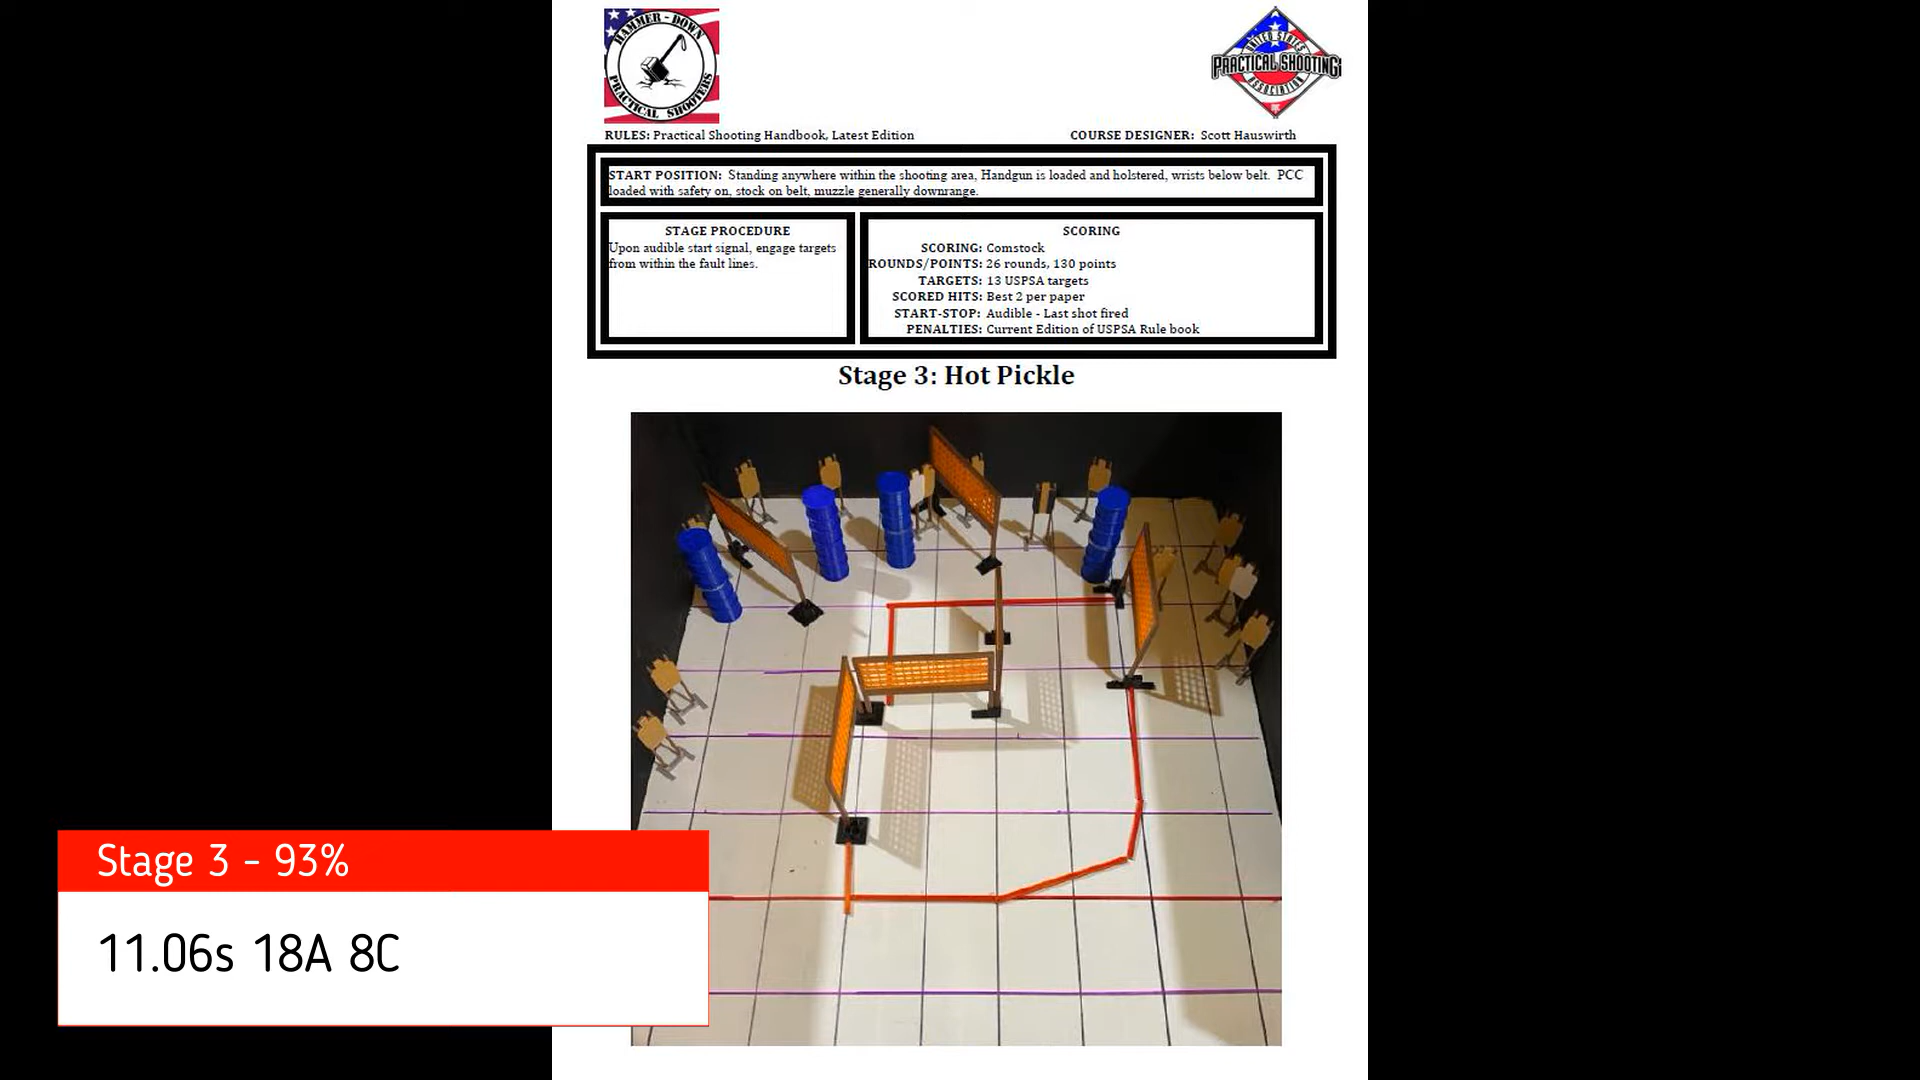 HAMMER - DOWN
PRACTICAL SHOOTERS
UNITED STATES
PRACTICAL SHOOTING
ASSOCIATION
RULES: Practical Shooting Handbook, Latest Edition
COURSE DESIGNER: Scott Hauswirth
START POSITION: Standing anywhere within the shooting area, Handgun is loaded and holstered, wrists below belt. PCC
loaded with safety on, stock on belt, muzzle generally downrange.
STAGE PROCEDURE
Upon audible start signal, engage targets
from within the fault lines.
SCORING
SCORING: Comstock
ROUNDS/POINTS: 26 rounds, 130 points
TARGETS: 13 USPSA targets
SCORED HITS: Best 2 per paper
START-STOP: Audible - Last shot fired
PENALTIES: Current Edition of USPSA Rule book
Stage 3: Hot Pickle
Stage 3 - 93%
11.06s 18A 8C